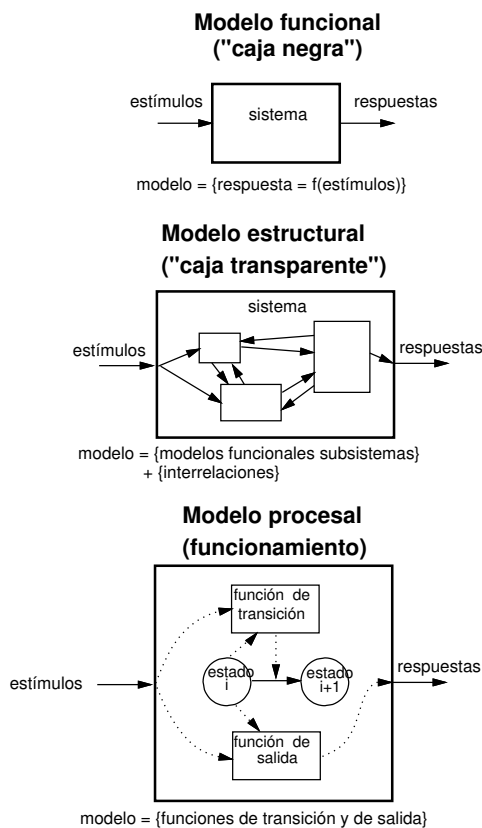 Modelo funcional
("caja negra")
estímulos
sistema
respuestas
modelo = {respuesta = f(estímulos)}
Modelo estructural
("caja transparente")
sistema
estímulos
respuestas
modelo = {modelos funcionales subsistemas}
+ {interrelaciones}
Modelo procesal
(funcionamiento)
función de
transición
estímulos
estado
i
estado
i+1
respuestas
función de
salida
modelo = {funciones de transición y de salida}